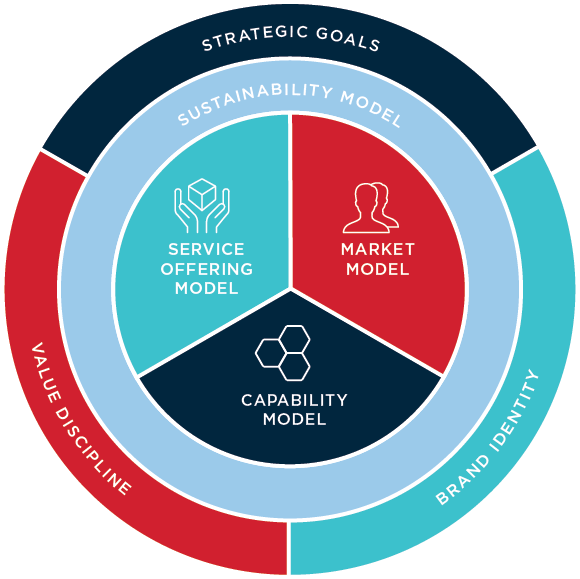 STRATEGIC GOALS
SUSTAINABILITY MODEL
SERVICE
OFFERING
MODEL
MARKET
MODEL
CAPABILITY
MODEL
VALUE DISCIPLINE
BRAND IDENTITY